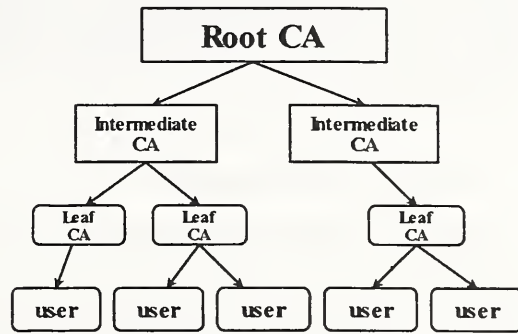 Root CA
Intermediate
CA
Intermediate
CA
Leaf
CA
Leaf
CA
Leaf
CA
user
user
user
user
user